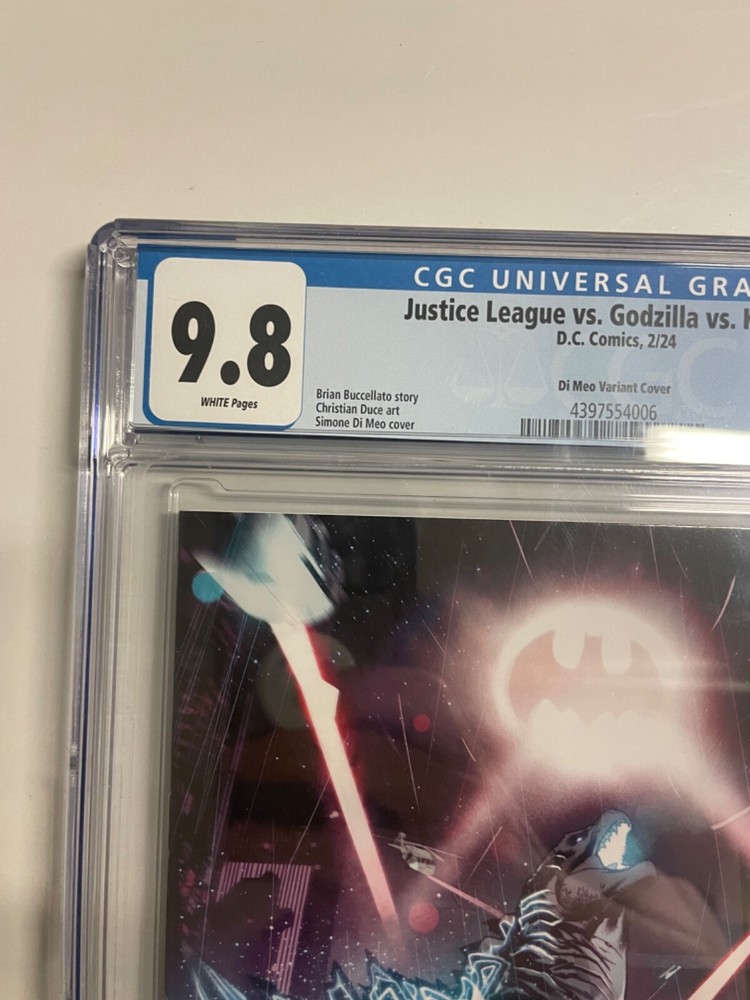 CGC UNIVERSAL GRA
Justice League vs. Godzilla vs.
D.C. Comics, 2/24
9.8
WHITE Pages
Di Meo Variant Cover
4397554006
Brian Buccellato story
Christian Duce art
Simone Di Meo cover